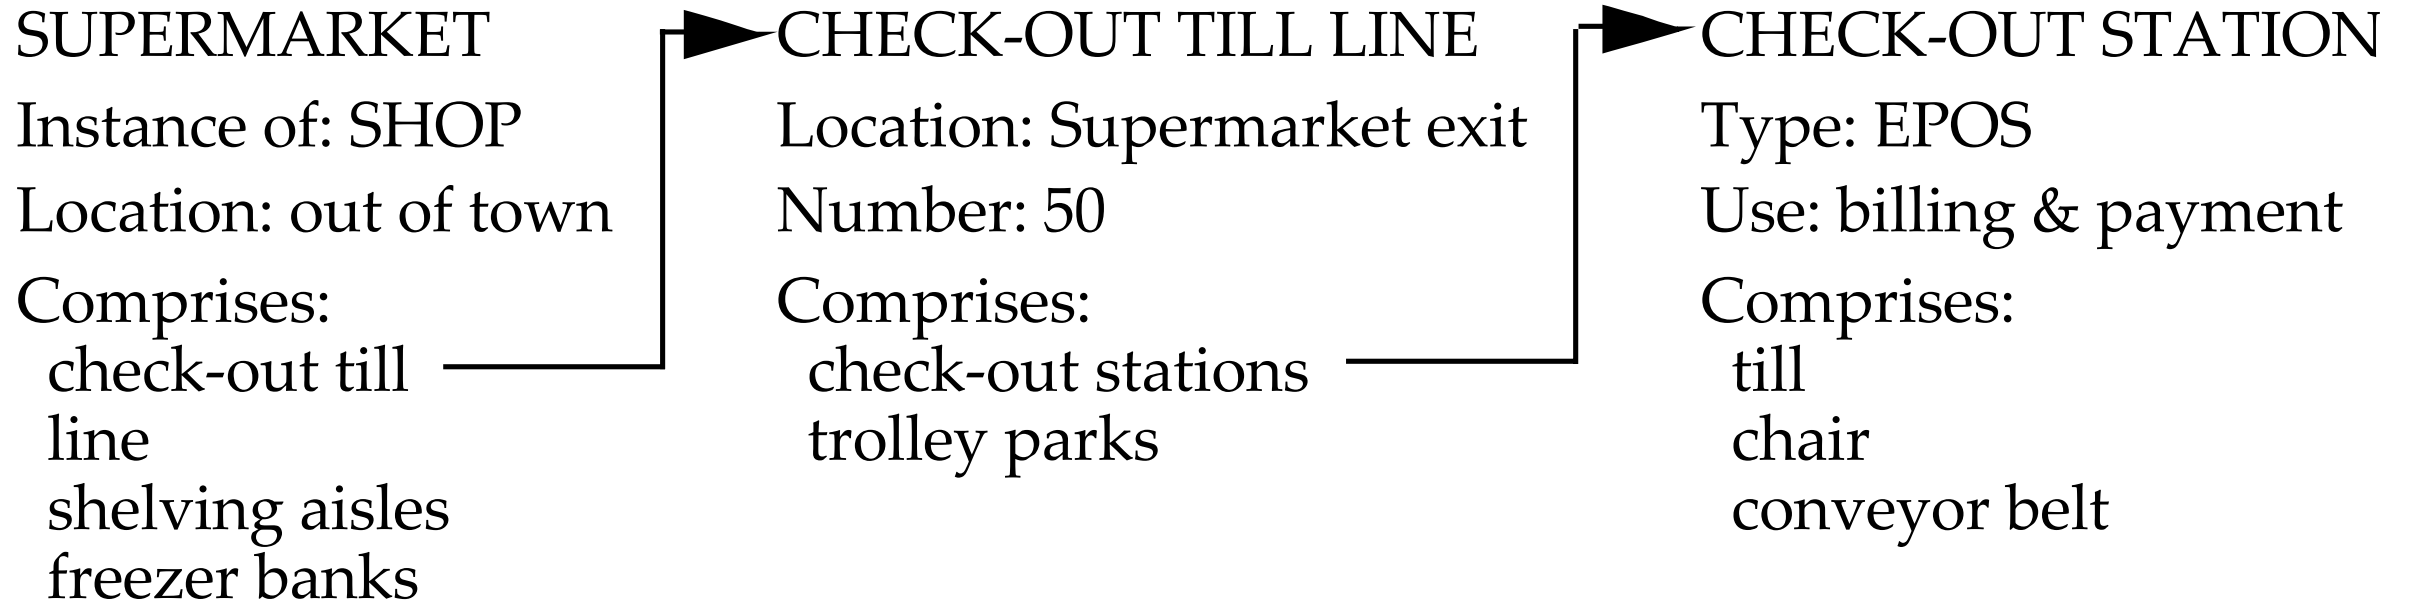 SUPERMARKET
Instance of: SHOP
Location: out of town
Comprises:
check-out till
line
shelving aisles
freezer banks
CHECK-OUT TILL LINE
Location: Supermarket exit
Number: 50
Comprises:
check-out stations
trolley parks
CHECK-OUT STATION
Type: EPOS
Use: billing & payment
Comprises:
till
chair
conveyor belt